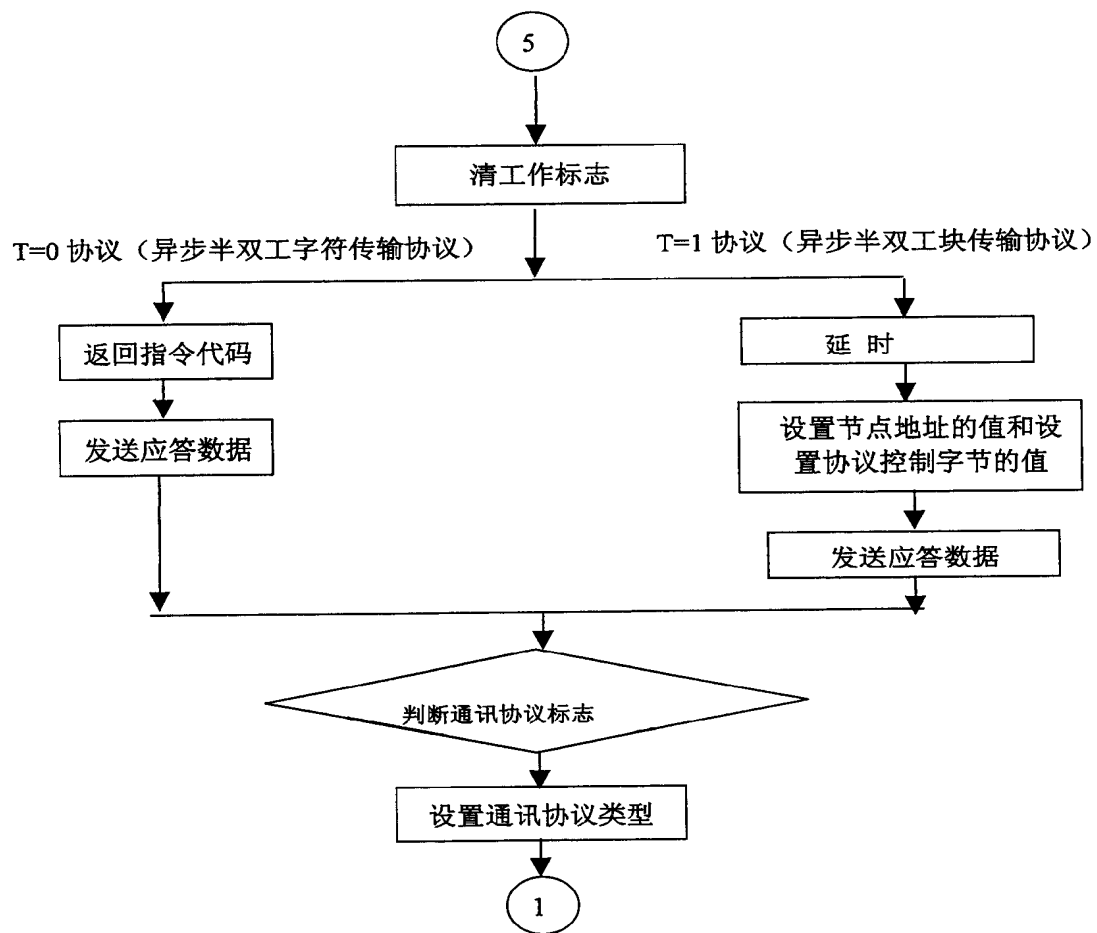 5
清工作标志
T=0 协议（异步半双工字符传输协议）
T=1 协议（异步半双工块传输协议）
返回指令代码
发送应答数据
延 时
设置节点地址的值和设
置协议控制字节的值
发送应答数据
判断通讯协议标志
设置通讯协议类型
1